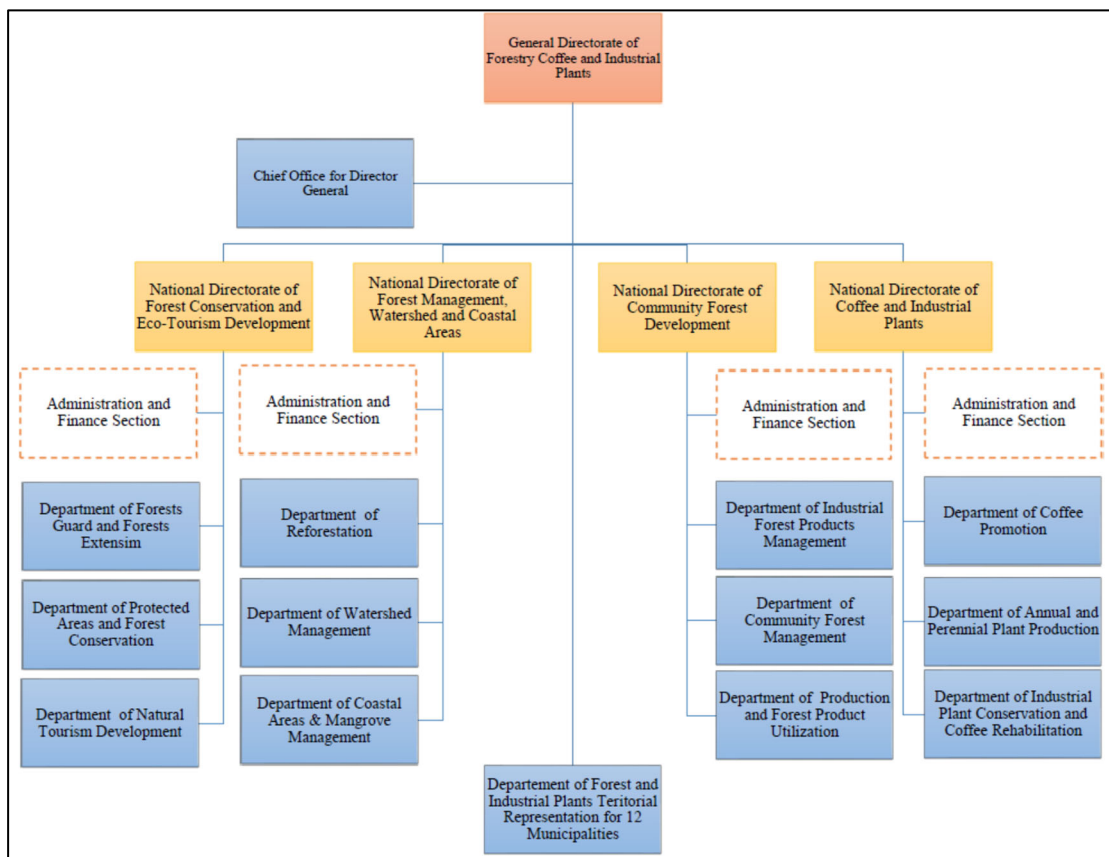 General Directorate of
Forestry Coffee and Industrial
Plants
Chief Office for Director
General
National Directorate of
Forest Conservation and
Eco-Tourism Development
National Directorate of
Forest Management,
Watershed and Coastal
Areas
National Directorate of
Community Forest
Development
National Directorate of
Coffee and Industrial
Plants
Administration and
Finance Section
Administration and
Finance Section
Administration and
Finance Section
Administration and
Finance Section
Department of Forests
Guard and Forests
Extensim
Department of
Reforestation
Department of Industrial
Forest Products
Management
Department of Coffee
Promotion
Department of Protected
Areas and Forest
Conservation
Department of Watershed
Management
Department of
Community Forest
Management
Department of Annual and
Perennial Plant Production
Department of Natural
Tourism Development
Department of Coastal
Areas & Mangrove
Management
Department of Production
and Forest Product
Utilization
Department of Industrial
Plant Conservation and
Coffee Rehabilitation
Departement of Forest and
Industrial Plants Teritorial
Representation for 12
Municipalities